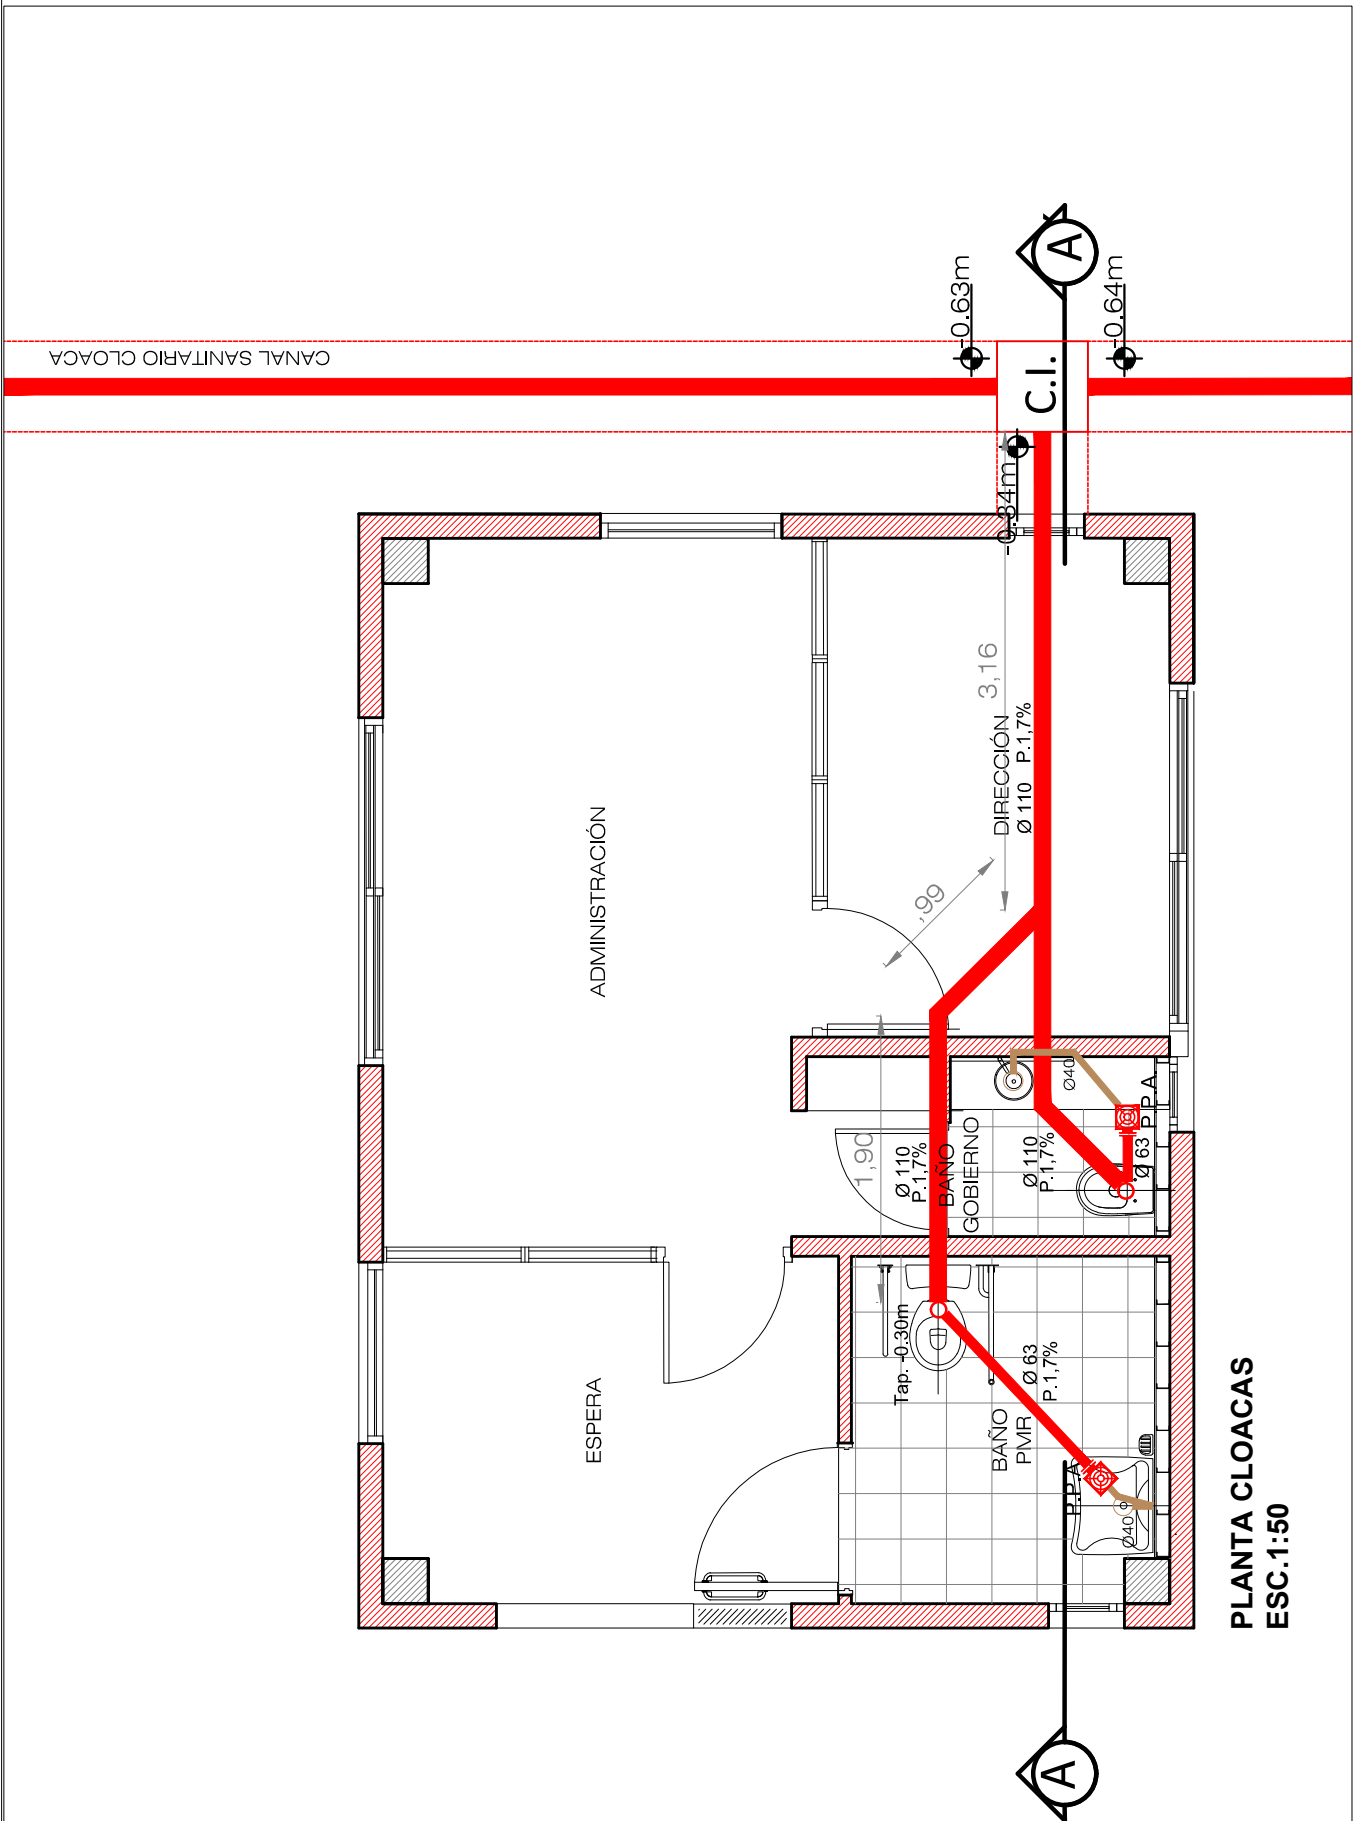 CANAL SANITARIO CLOACA
-0.63m
A
-0.64m
C.I.
-0.34m
3,16
DIRECCIÓN
Ø 110 P.1,7%
ADMINISTRACIÓN
,99
Ø40
P.P.A.
1,90
Ø 110
P.1,7%
BAÑO
GOBIERNO
Ø 110
P.1,7%
Ø 63
Tap. -0.30m
Ø 63
P.1,7%
ESPERA
BAÑO
PMR
P.P.A.
Ø40
PLANTA CLOACAS
ESC.1:50
A